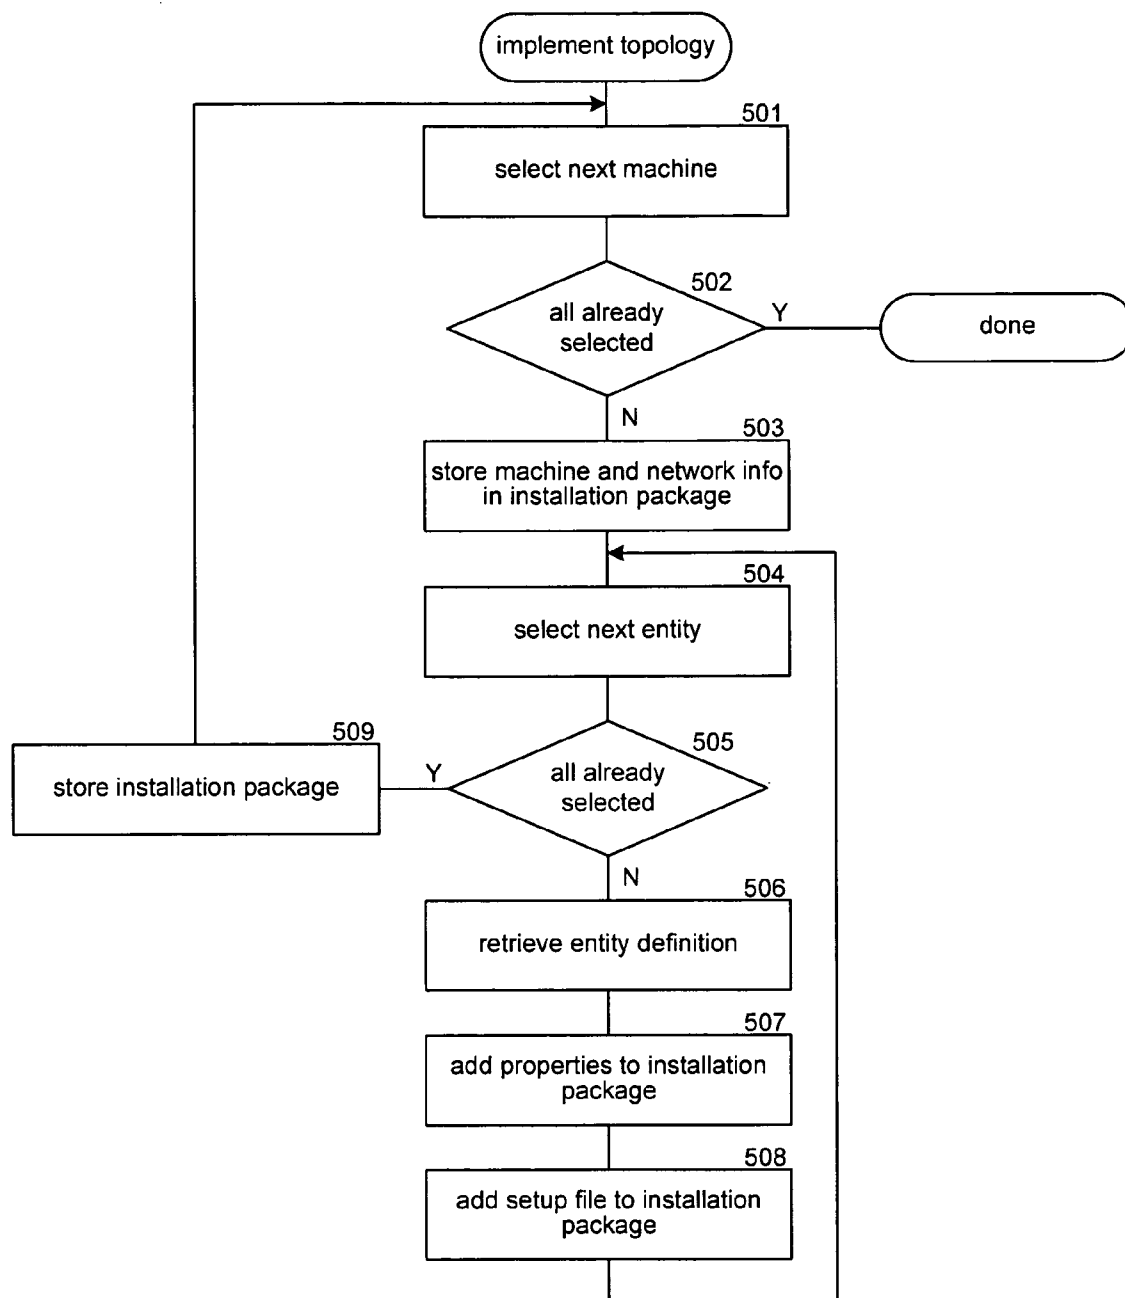 implement topology
501
select next machine
502
all already
selected
Y
done
N
503
store machine and network info
in installation package
504
select next entity
509
store installation package
Y
505
all already
selected
N
506
retrieve entity definition
507
add properties to installation
package
508
add setup file to installation
package